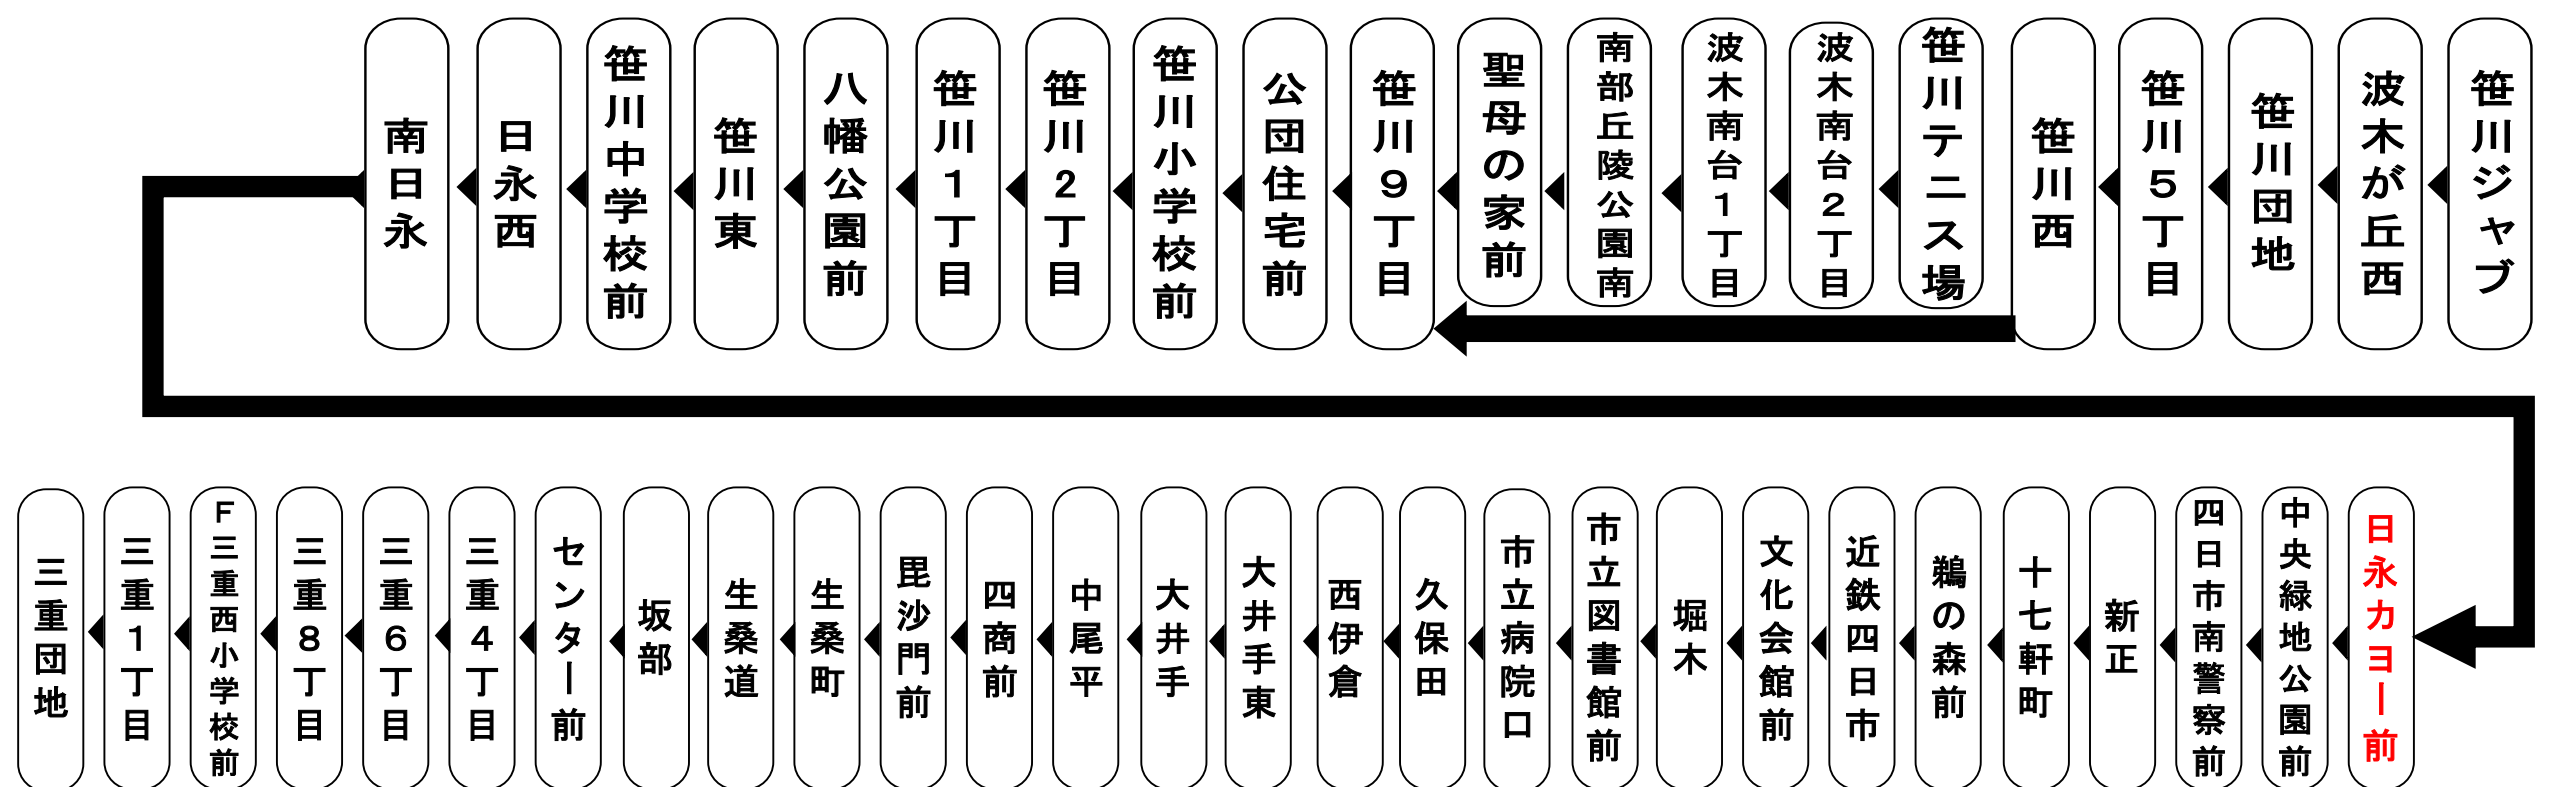 笹川ジャブ
波木が丘西
笹川団地
笹川５丁目
笹川西
笹川テニス場
波木南台２丁目
波木南台１丁目
南部丘陵公園南
聖母の家前
笹川９丁目
公団住宅前
笹川小学校前
笹川２丁目
笹川１丁目
八幡公園前
笹川東
笹川中学校前
日永西
南日永
日永カヨー前
中央緑地公園前
四日市南警察前
新正
十七軒町
鵜の森前
近鉄四日市
文化会館前
堀木
市立図書館前
市立病院口
久保田
西伊倉
大井手東
大井手
中尾平
四商前
毘沙門前
生桑町
生桑道
坂部
センター前
三重４丁目
三重６丁目
三重８丁目
Ｆ三重西小学校前
三重１丁目
三重団地